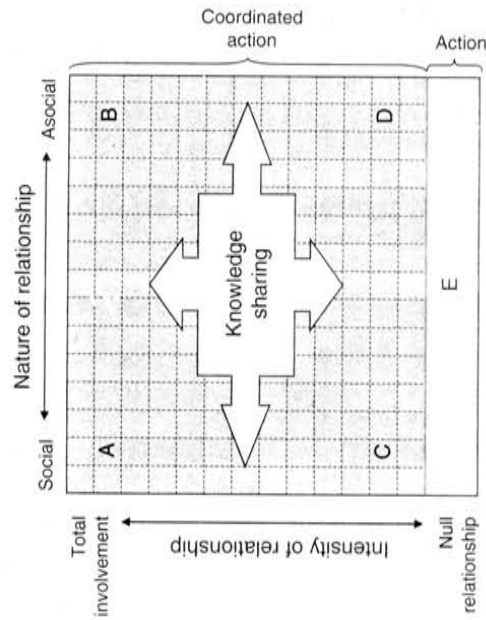 Nature of relationship
Social
Asocial
Total
involvement
Intensity of relationship
Null
relationship
A
B
C
D
E
Knowledge
sharing
Coordinated
action
Action